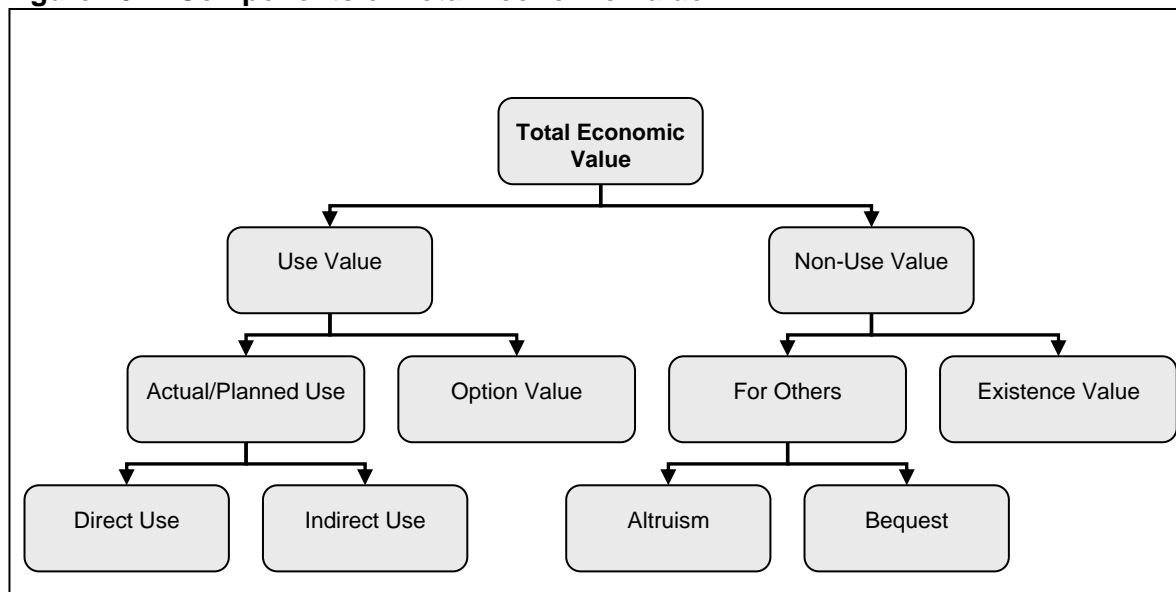 Total Economic
Value
Use Value
Non-Use Value
Actual/Planned Use
Option Value
For Others
Existence Value
Direct Use
Indirect Use
Altruism
Bequest